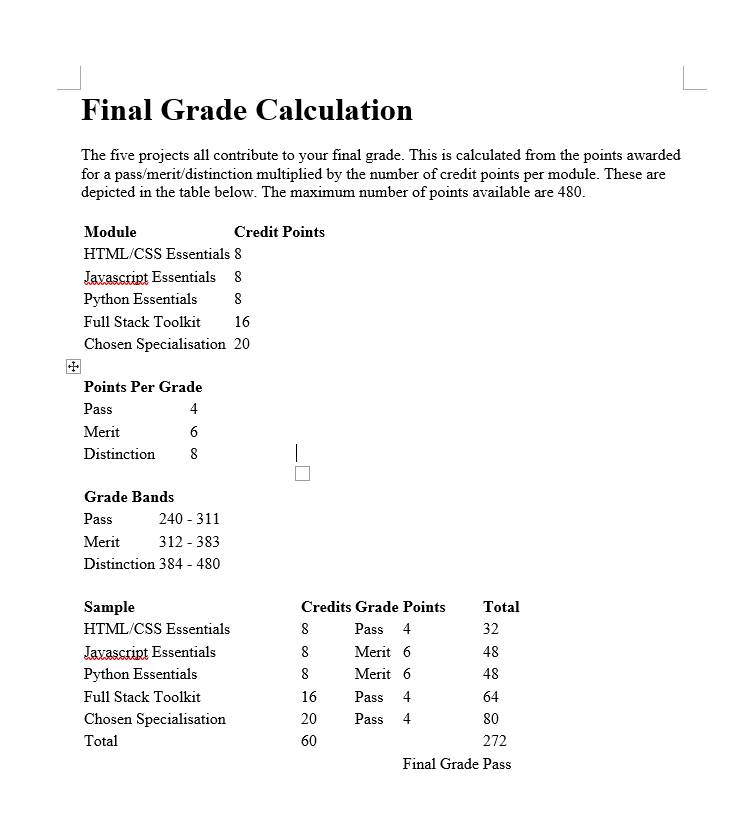 Final Grade Calculation
The five projects all contribute to your final grade. This is calculated from the points awarded
for a pass/merit/distinction multiplied by the number of credit points per module. These are
depicted in the table below. The maximum number of points available are 480.
Module Credit Points
HTML/CSS Essentials 8
Javascript Essentials 8
Python Essentials 8
Full Stack Toolkit 16
Chosen Specialisation 20
Points Per Grade
Pass 4
Merit 6
Distinction 8
Grade Bands
Pass 240 - 311
Merit 312 - 383
Distinction 384 - 480
Sample Credits Grade Points Total
HTML/CSS Essentials 8 Pass 4 32
Javascript Essentials 8 Merit 6 48
Python Essentials 8 Merit 6 48
Full Stack Toolkit 16 Pass 4 64
Chosen Specialisation 20 Pass 4 80
Total 60 272
Final Grade Pass